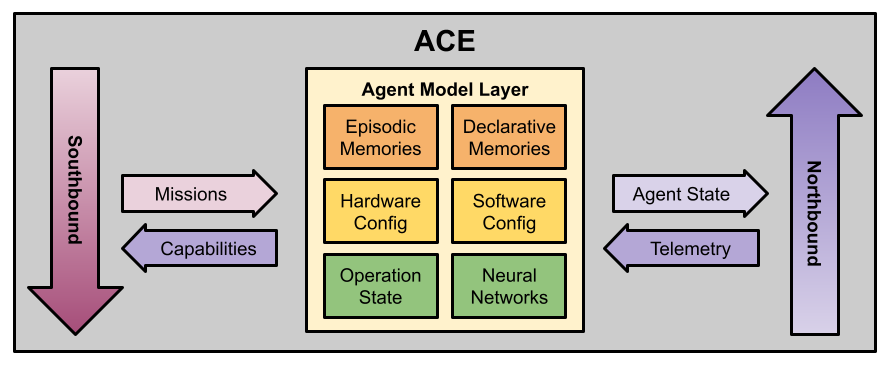 ACE
Southbound
Missions
Capabilities
Agent Model Layer
Episodic
Memories
Declarative
Memories
Hardware
Config
Software
Config
Operation
State
Neural
Networks
Agent State
Telemetry
Northbound